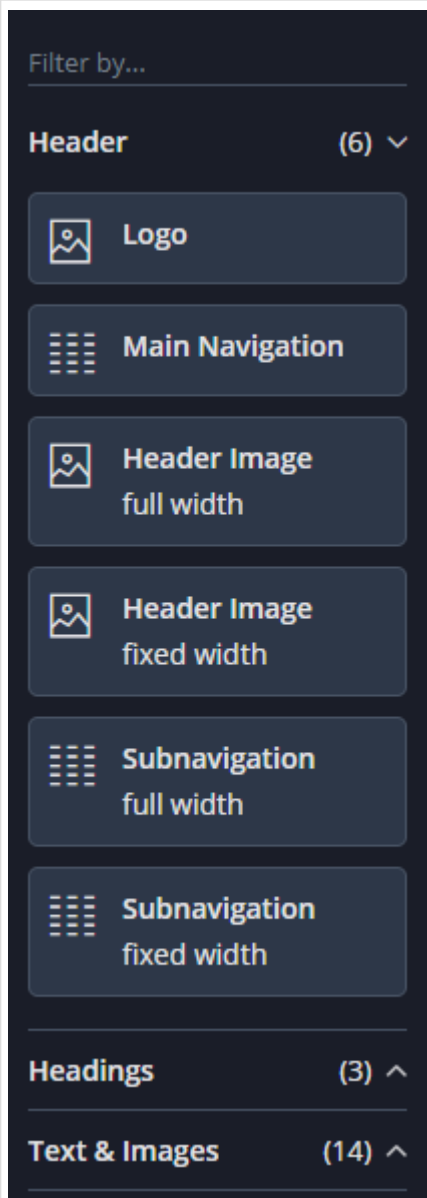 Filter by...
Header (6)
Logo
Main Navigation
Header Image
full width
Header Image
fixed width
Subnavigation
full width
Subnavigation
fixed width
Headings (3)
Text & Images (14)